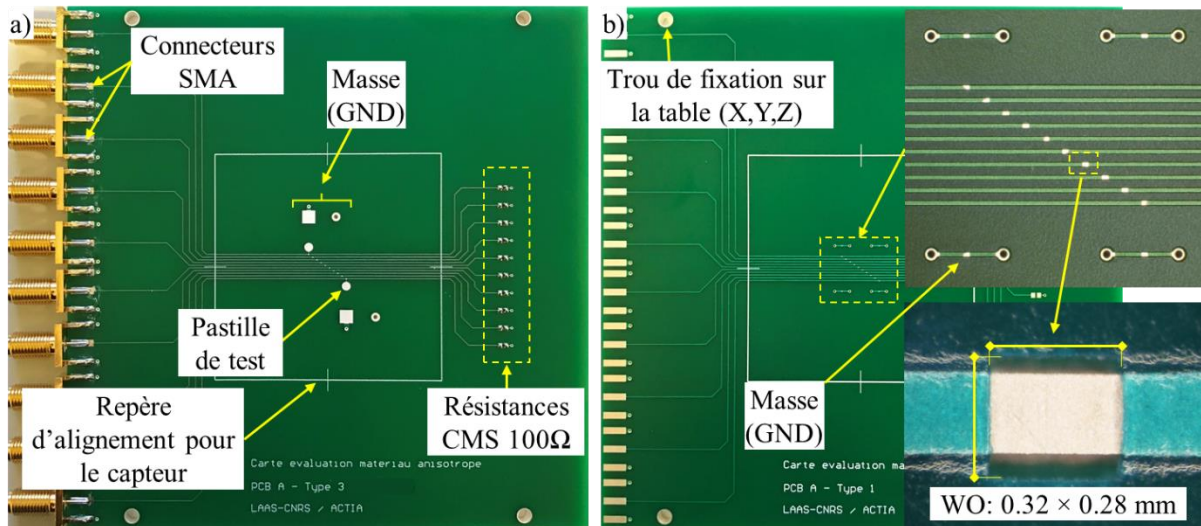 a)
Connecteurs
SMA
Masse
(GND)
Pastille
de test
Repère
d'alignement pour
le capteur
Résistances
CMS 100Ω
Carte evaluation materiau anisotrope
PCB A - Type 3
LAAS-CNRS / ACTIA
b)
Trou de fixation sur
la table (X,Y,Z)
Masse
(GND)
Carte evaluation ma
PCB A - Type 1
LAAS-CNRS / ACTIA
WO: 0.32 × 0.28 mm